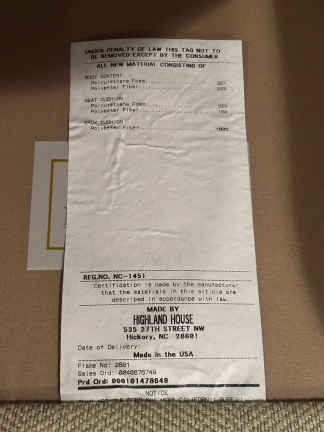 UNDER PENALTY OF LAW THIS TAG NOT TO
BE REMOVED EXCEPT BY THE CONSUMER
ALL NEW MATERIAL CONSISTING OF
BODY CONTENT
Polyurethane Foam
Polyester Fiber
SEAT CUSHION
Polyurethane Foam
Polyester Fiber
BACK CUSHION
Polyester Fiber 100%
REG.NO. NC-1451
Certification is made by the manufacturer
that the materials in this article are
described in accordance with law.
MADE BY
HIGHLAND HOUSE
535 27TH STREET NW
Hickory, NC 28601
Date of Delivery:
Made in the USA
Frame No: 2661
Sales Ord: 
Prd Ord: 000101478649
NOTICE